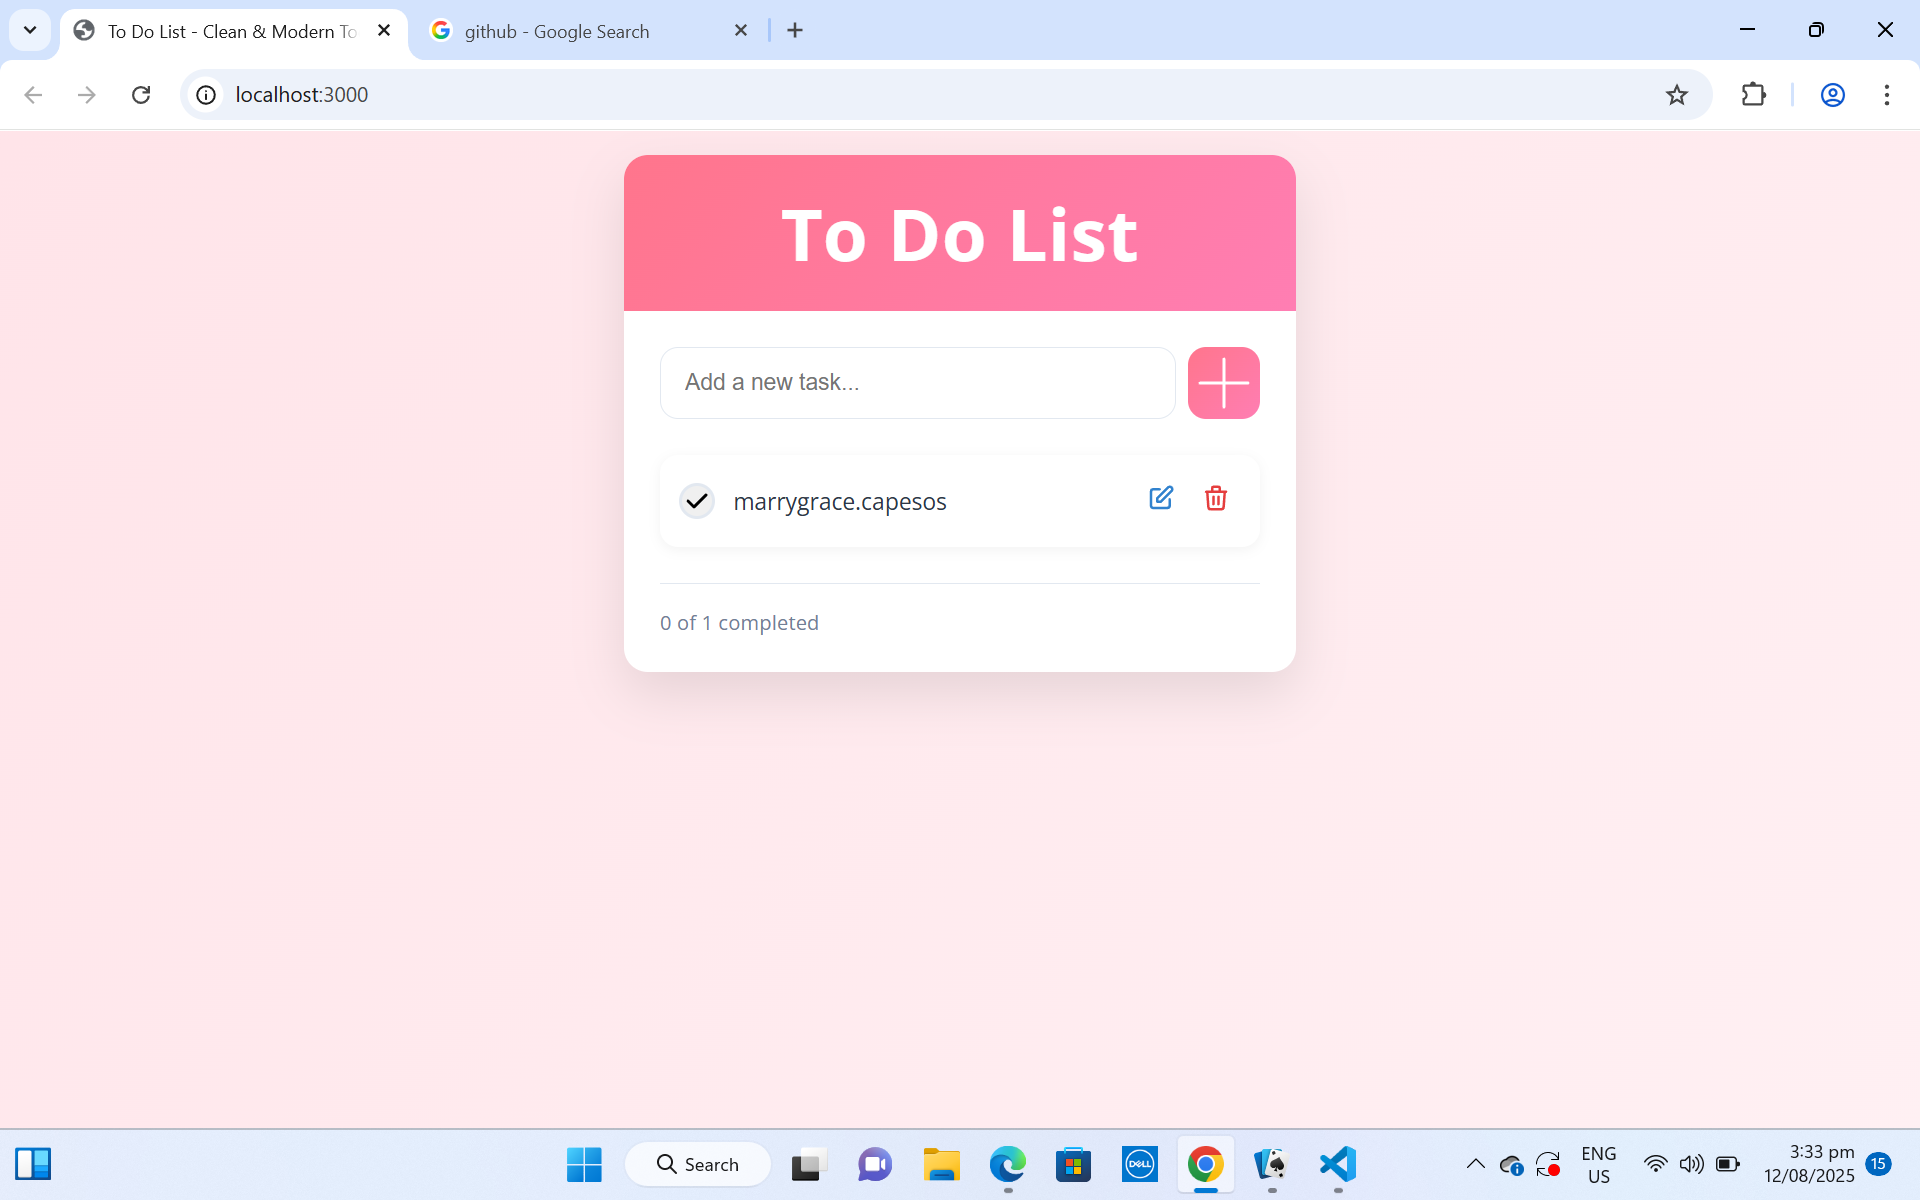 To Do List - Clean & Modern To
github - Google Search
localhost:3000
To Do List
Add a new task...
marrygrace.capesos
0 of 1 completed
Search
DELL
ENG
US
3:33 pm
12/08/2025
15